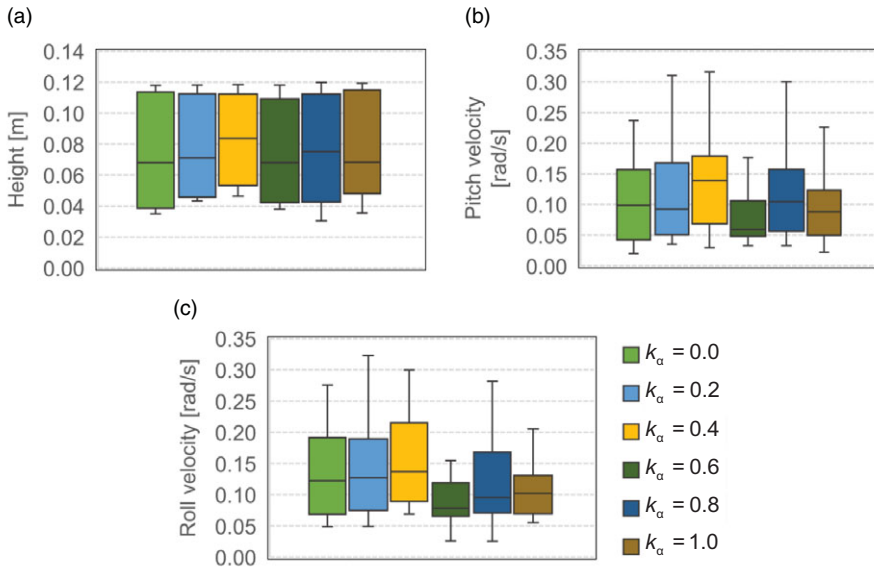 (a)
Height [m]
0.14
0.12
0.10
0.08
0.06
0.04
0.02
0.00
(b)
Pitch velocity
[rad/s]
0.35
0.30
0.25
0.20
0.15
0.10
0.05
0.00
(c)
Roll velocity [rad/s]
0.35
0.30
0.25
0.20
0.15
0.10
0.05
0.00
kα = 0.0
kα = 0.2
kα = 0.4
kα = 0.6
kα = 0.8
kα = 1.0